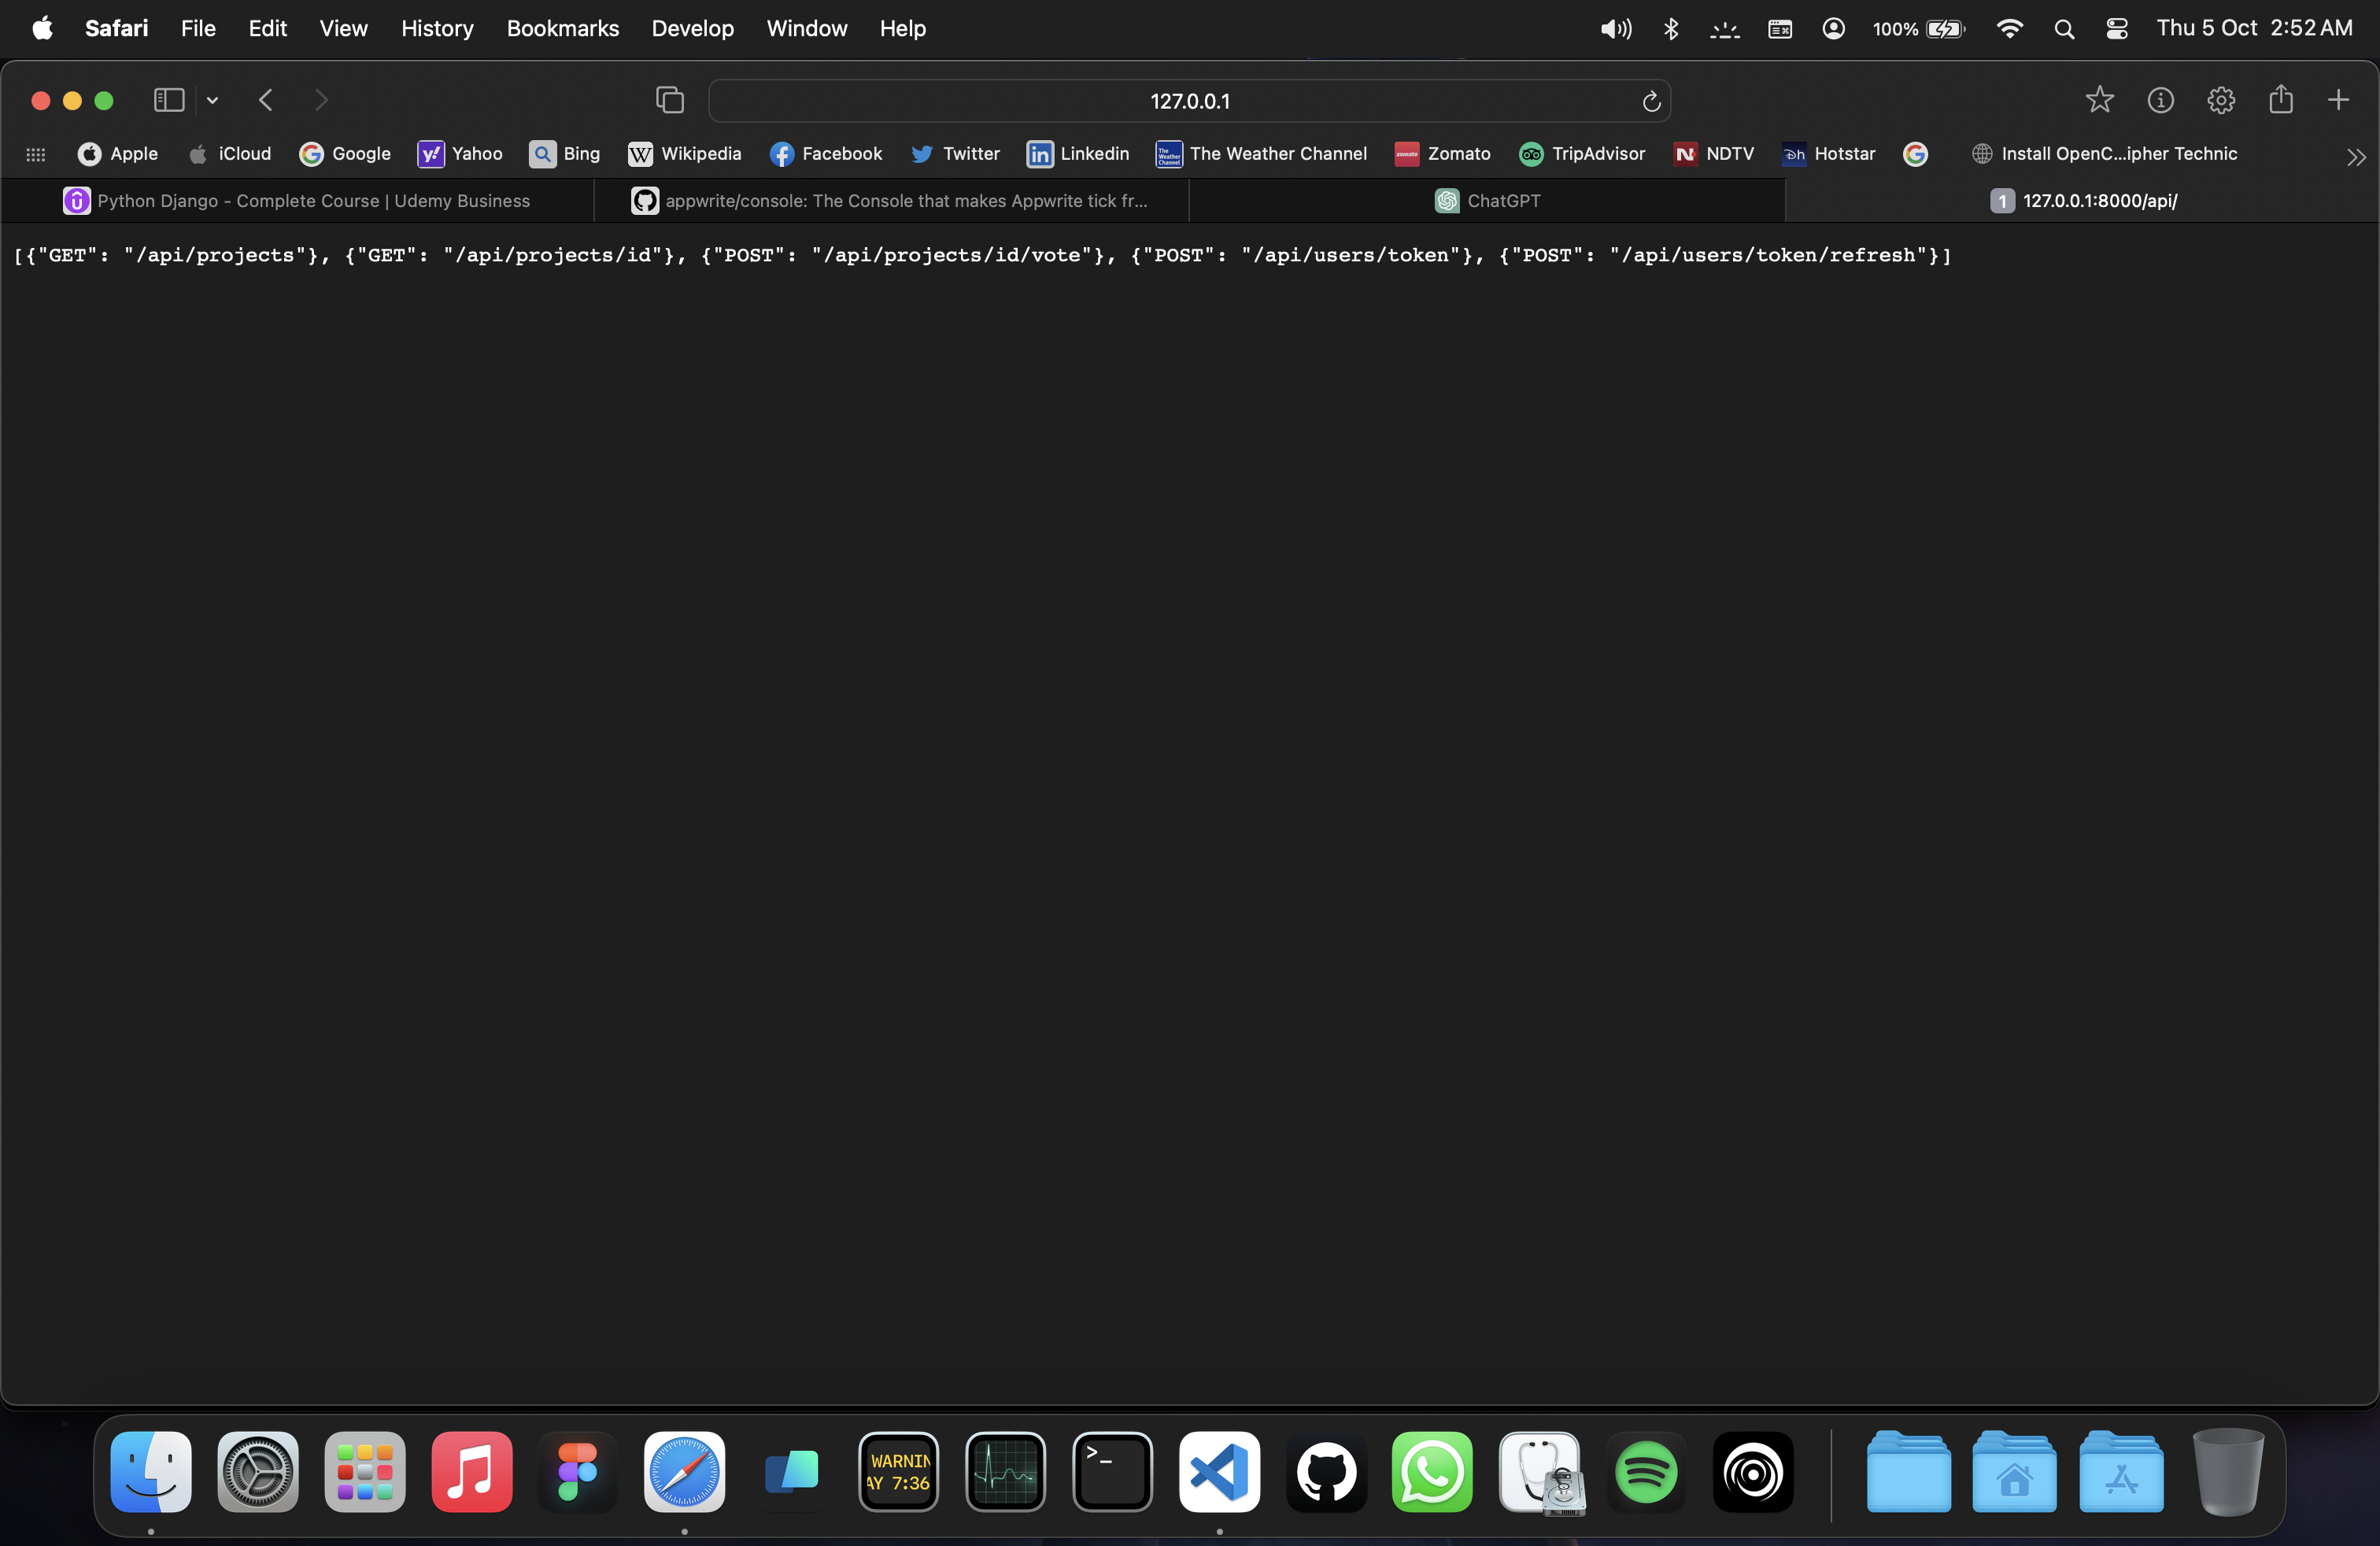 Safari File Edit View History Bookmarks Develop Window Help 100% Thu 5 Oct 2:52 AM
127.0.0.1
Apple iCloud Google Yahoo Bing Wikipedia Facebook Twitter Linkedin The Weather Channel Zomato TripAdvisor NDTV Hotstar Install OpenC...ipher Technic
Python Django - Complete Course | Udemy Business appwrite/console: The Console that makes Appwrite tick fr... ChatGPT 1 127.0.0.1:8000/api/
[{"GET": "/api/projects"}, {"GET": "/api/projects/id"}, {"POST": "/api/projects/id/vote"}, {"POST": "/api/users/token"}, {"POST": "/api/users/token/refresh"}]
WARNIN
AY 7:36